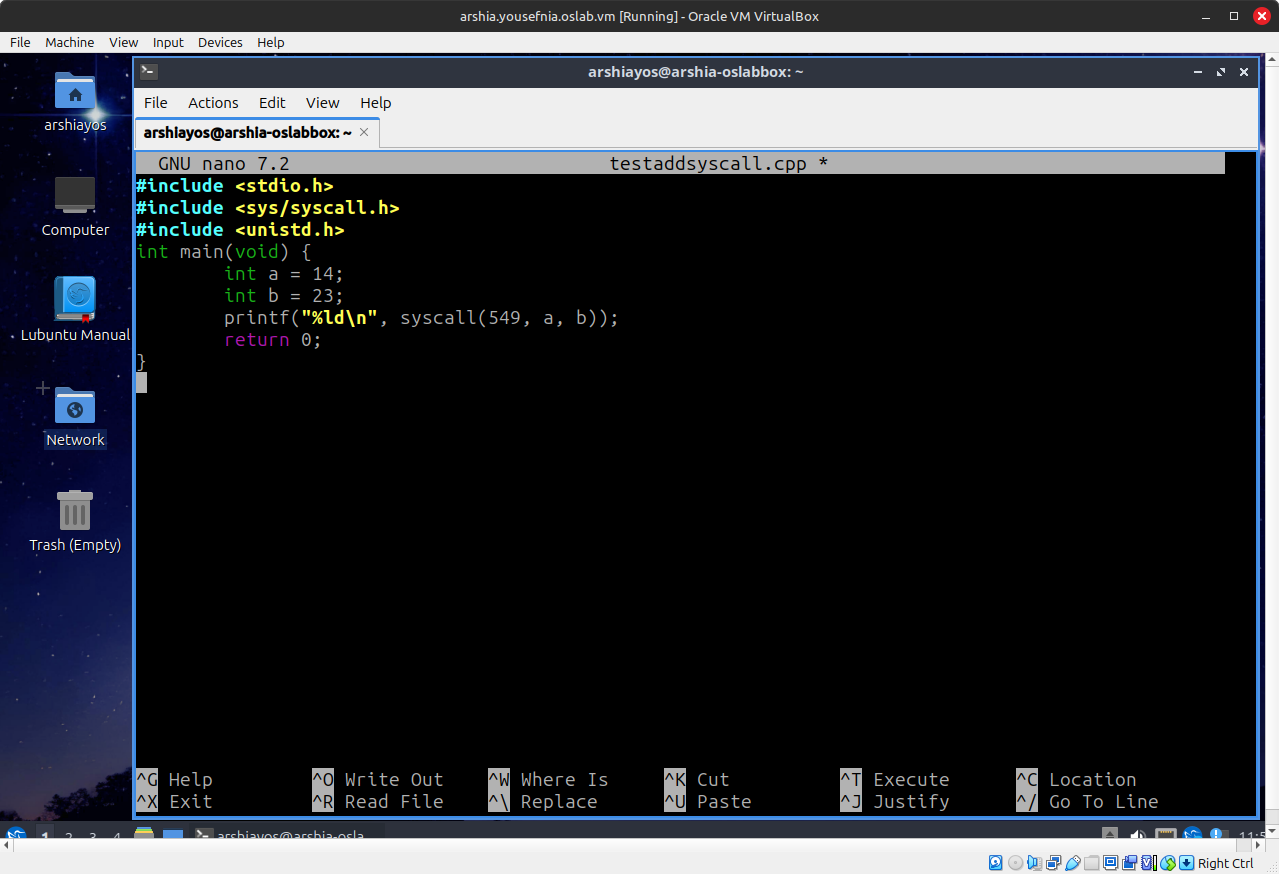 arshia.yousefnia.oslab.vm [Running] - Oracle VM VirtualBox
File Machine View Input Devices Help
arshiayos@arshia-oslabbox: ~
File Actions Edit View Help
arshiayos@arshia-oslabbox: ~
GNU nano 7.2 testaddsyscall.cpp *
#include <stdio.h>
#include <sys/syscall.h>
#include <unistd.h>
int main(void) {
int a = 14;
int b = 23;
printf("%ld\n", syscall(549, a, b));
return 0;
}
arshiayos
Computer
Lubuntu Manual
Network
Trash (Empty)
^G Help ^O Write Out ^W Where Is ^K Cut ^T Execute ^C Location
^X Exit ^R Read File ^\ Replace ^U Paste ^J Justify ^/ Go To Line
1 2 3 4 arshiayos@arshia-osla
Right Ctrl